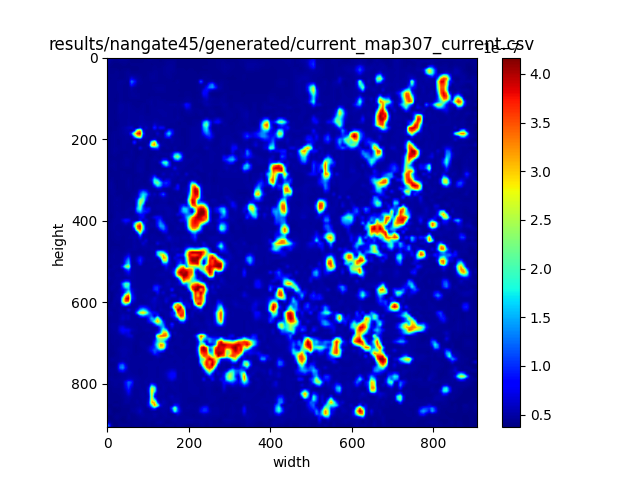 results/nangate45/generated/current_map307_current.csv
1e−7
0
200
400
600
800
height
0 200 400 600 800
width
4.0
3.5
3.0
2.5
2.0
1.5
1.0
0.5